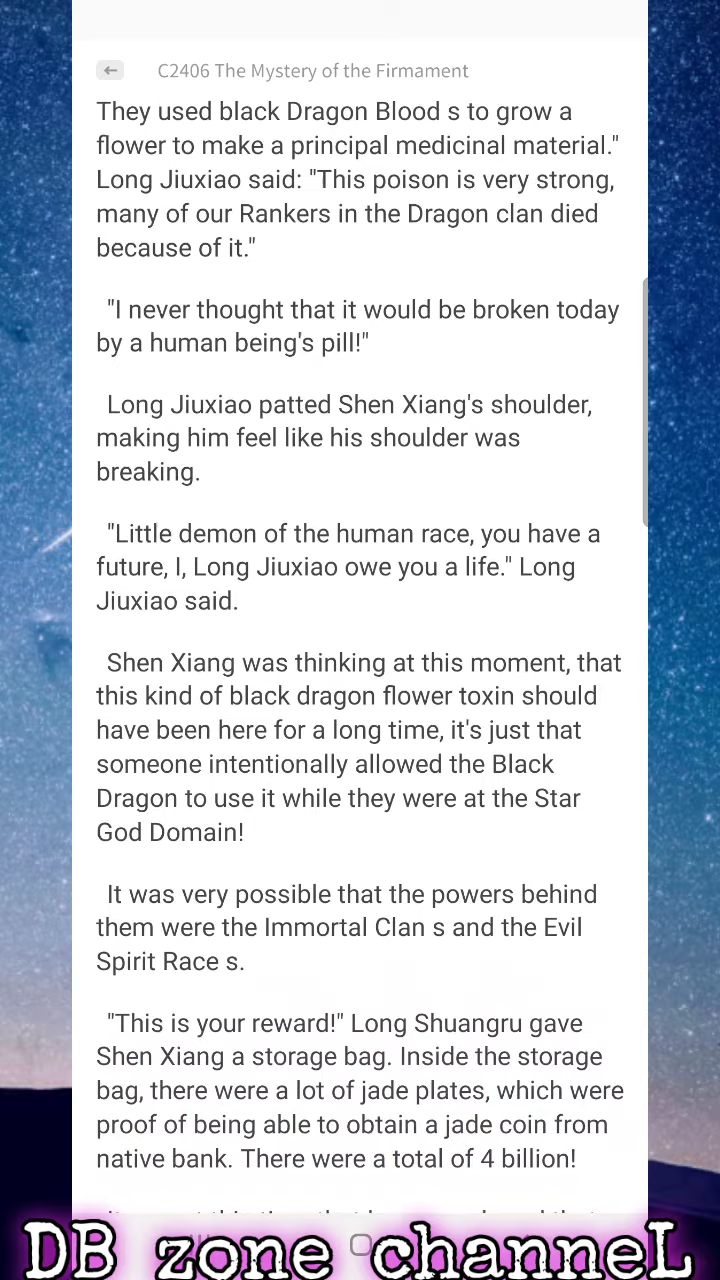 C2406 The Mystery of the Firmament
They used black Dragon Blood s to grow a
flower to make a principal medicinal material."
Long Jiuxiao said: "This poison is very strong,
many of our Rankers in the Dragon clan died
because of it."
"I never thought that it would be broken today
by a human being's pill!"
Long Jiuxiao patted Shen Xiang's shoulder,
making him feel like his shoulder was
breaking.
"Little demon of the human race, you have a
future, I, Long Jiuxiao owe you a life." Long
Jiuxiao said.
Shen Xiang was thinking at this moment, that
this kind of black dragon flower toxin should
have been here for a long time, it's just that
someone intentionally allowed the Black
Dragon to use it while they were at the Star
God Domain!
It was very possible that the powers behind
them were the Immortal Clan s and the Evil
Spirit Race s.
"This is your reward!" Long Shuangru gave
Shen Xiang a storage bag. Inside the storage
bag, there were a lot of jade plates, which were
proof of being able to obtain a jade coin from
native bank. There were a total of 4 billion!
DB zone channeL